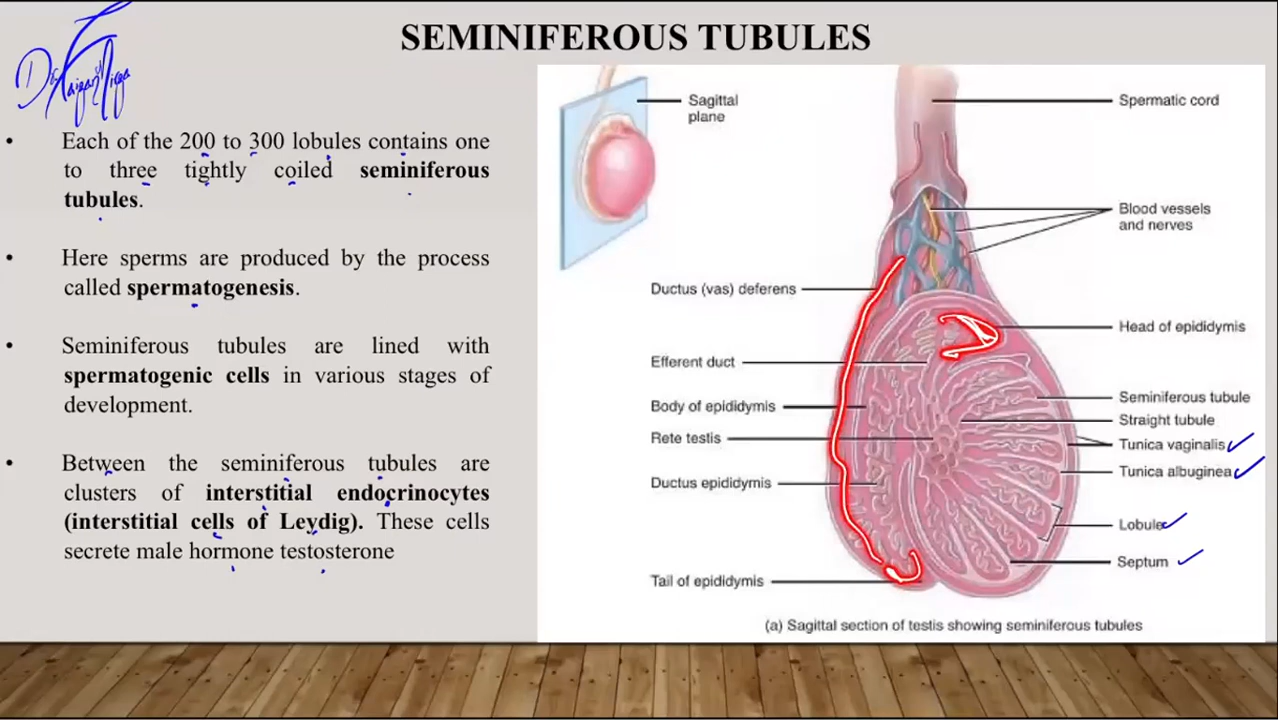 SEMINIFEROUS TUBULES
• Each of the 200 to 300 lobules contains one
to three tightly coiled seminiferous
tubules.
• Here sperms are produced by the process
called spermatogenesis.
• Seminiferous tubules are lined with
spermatogenic cells in various stages of
development.
• Between the seminiferous tubules are
clusters of interstitial endocrinocytes
(interstitial cells of Leydig). These cells
secrete male hormone testosterone
Sagittal
plane
Ductus (vas) deferens
Efferent duct
Body of epididymis
Rete testis
Ductus epididymis
Tail of epididymis
Spermatic cord
Blood vessels
and nerves
Head of epididymis
Seminiferous tubule
Straight tubule
Tunica vaginalis
Tunica albuginea
Lobule
Septum
(a) Sagittal section of testis showing seminiferous tubules